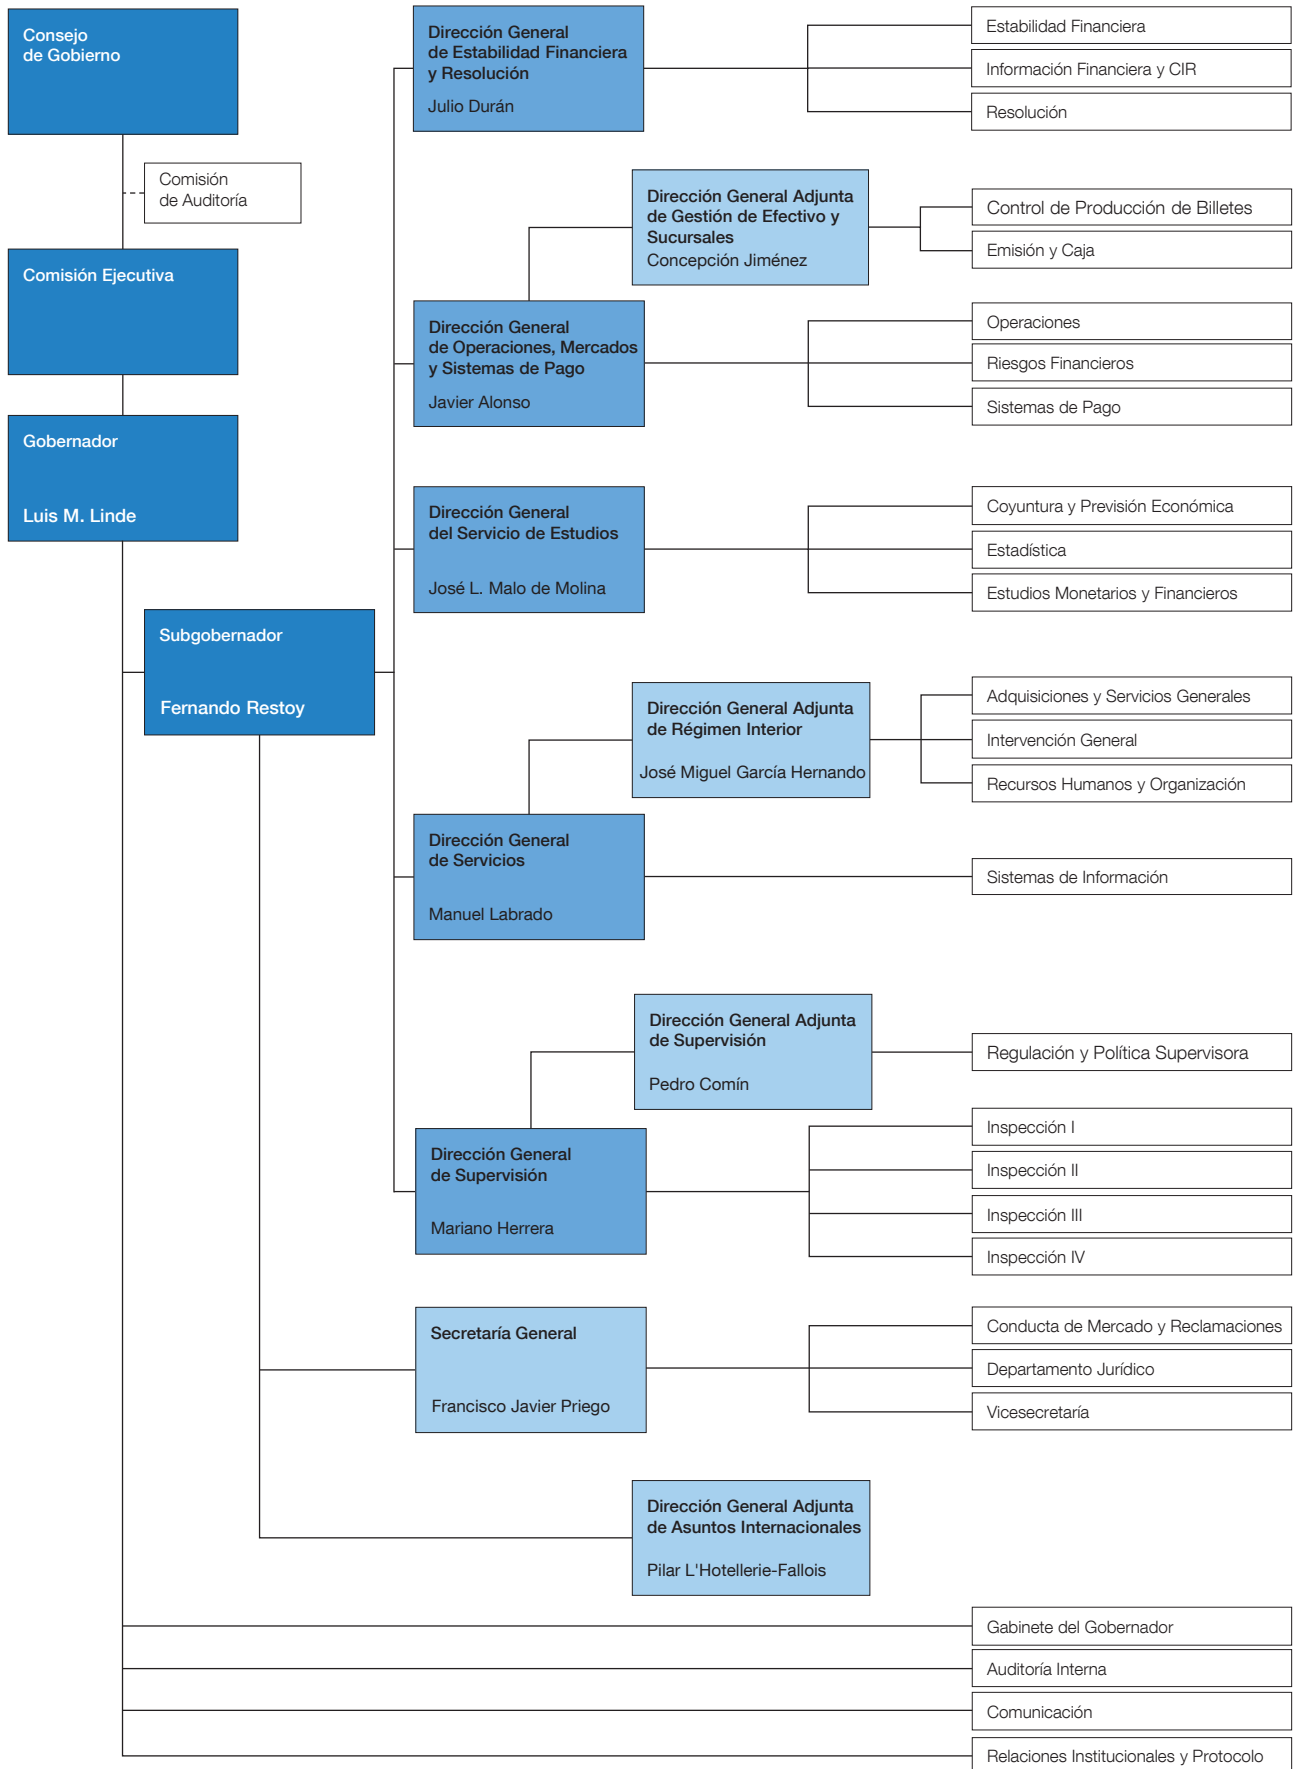 Consejo
de Gobierno
Comisión
de Auditoría
Comisión Ejecutiva
Gobernador
Luis M. Linde
Subgobernador
Fernando Restoy
Dirección General
de Estabilidad Financiera
y Resolución
Julio Durán
Estabilidad Financiera
Información Financiera y CIR
Resolución
Dirección General Adjunta
de Gestión de Efectivo y
Sucursales
Concepción Jiménez
Control de Producción de Billetes
Emisión y Caja
Dirección General
de Operaciones, Mercados
y Sistemas de Pago
Javier Alonso
Operaciones
Riesgos Financieros
Sistemas de Pago
Dirección General
del Servicio de Estudios
José L. Malo de Molina
Coyuntura y Previsión Económica
Estadística
Estudios Monetarios y Financieros
Dirección General Adjunta
de Régimen Interior
José Miguel García Hernando
Adquisiciones y Servicios Generales
Intervención General
Recursos Humanos y Organización
Dirección General
de Servicios
Manuel Labrado
Sistemas de Información
Dirección General Adjunta
de Supervisión
Pedro Comín
Regulación y Política Supervisora
Dirección General
de Supervisión
Mariano Herrera
Inspección I
Inspección II
Inspección III
Inspección IV
Secretaría General
Francisco Javier Priego
Conducta de Mercado y Reclamaciones
Departamento Jurídico
Vicesecretaría
Dirección General Adjunta
de Asuntos Internacionales
Pilar L'Hotellerie-Fallois
Gabinete del Gobernador
Auditoría Interna
Comunicación
Relaciones Institucionales y Protocolo